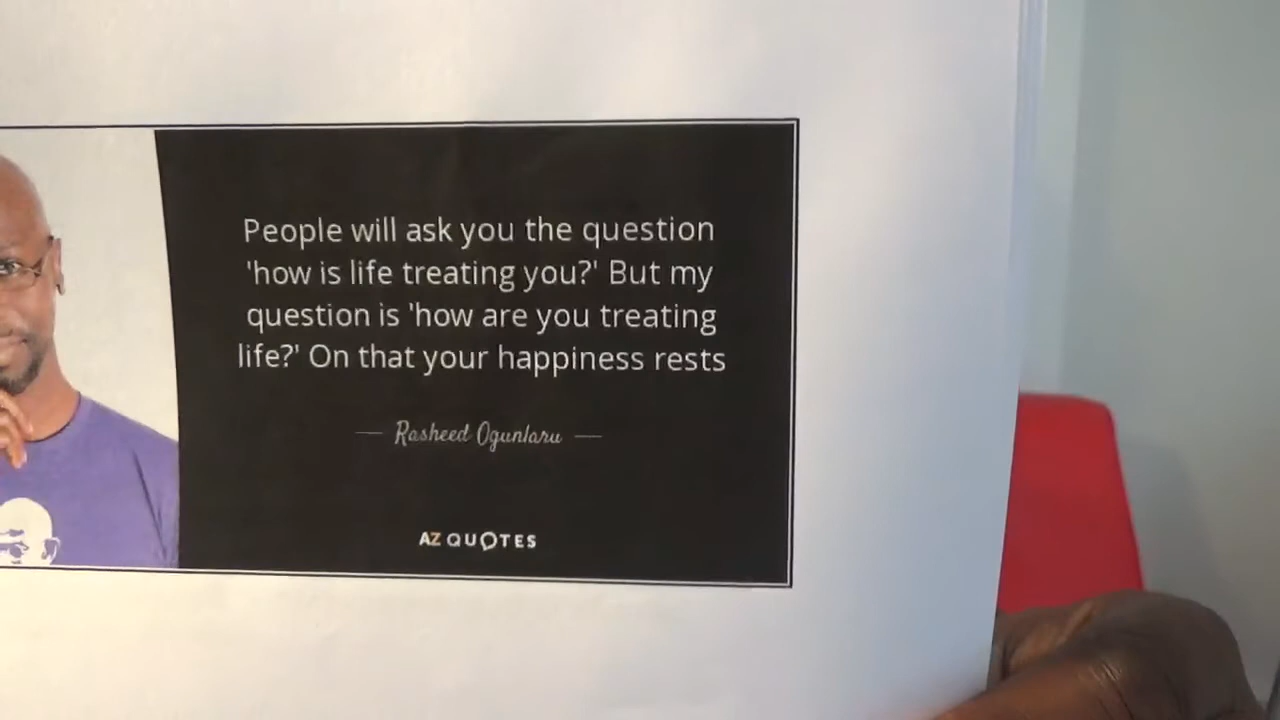 People will ask you the question
'how is life treating you?' But my
question is 'how are you treating
life?' On that your happiness rests
— Rasheed Ogunlaru —
AZ QUOTES